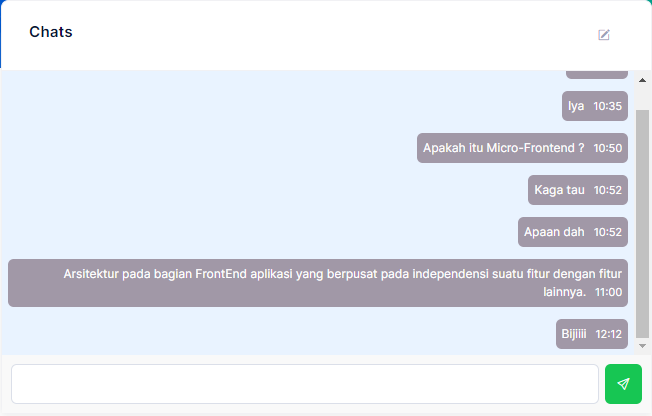 Chats
Iya 10:35
Apakah itu Micro-Frontend ? 10:50
Kaga tau 10:52
Apaan dah 10:52
Arsitektur pada bagian FrontEnd aplikasi yang berpusat pada independensi suatu fitur dengan fitur
lainnya. 11:00
Bijiiii 12:12